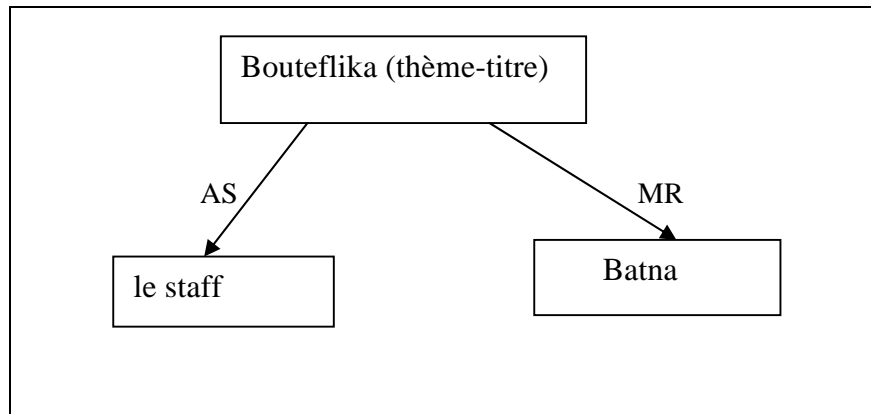 Bouteflika (thème-titre)
AS
MR
le staff
Batna